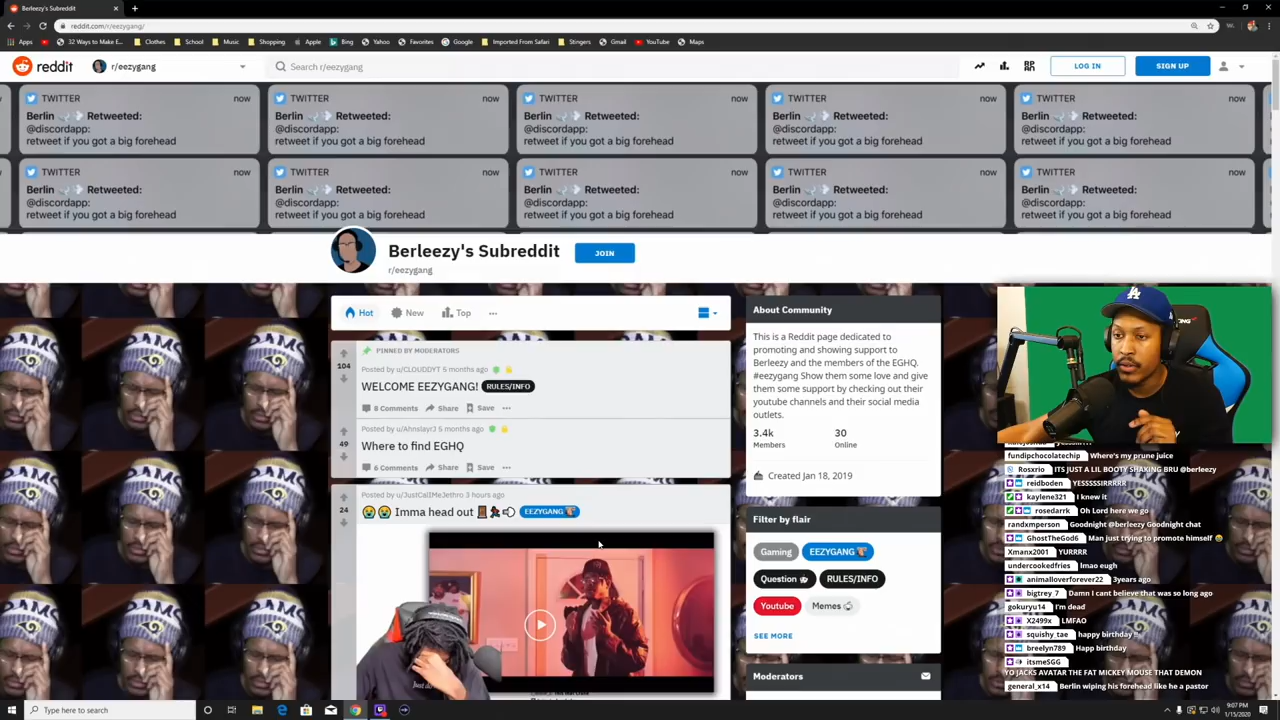 Berleezy's Subreddit
reddit.com/r/eezygang/
Apps 32 Ways to Make E... Clothes School Music Shopping Apple Bing Yahoo Favorites Google Imported From Safari Stingers Gmail YouTube Maps
reddit r/eezygang Search r/eezygang LOG IN SIGN UP
TWITTER now TWITTER now TWITTER now TWITTER now TWITTER now
Berlin Retweeted: Berlin Retweeted: Berlin Retweeted: Berlin Retweeted: Berlin Retweeted:
@discordapp: @discordapp: @discordapp: @discordapp: @discordapp:
retweet if you got a big forehead retweet if you got a big forehead retweet if you got a big forehead retweet if you got a big forehead retweet if you got a big forehead
TWITTER now TWITTER now TWITTER now TWITTER now TWITTER now
Berlin Retweeted: Berlin Retweeted: Berlin Retweeted: Berlin Retweeted: Berlin Retweeted:
@discordapp: @discordapp: @discordapp: @discordapp: @discordapp:
retweet if you got a big forehead retweet if you got a big forehead retweet if you got a big forehead retweet if you got a big forehead retweet if you got a big forehead
Berleezy's Subreddit JOIN
r/eezygang
Hot New Top ...
PINNED BY MODERATORS
104
Posted by u/CLOUDDYT 5 months ago
WELCOME EEZYGANG! RULES/INFO
8 Comments Share Save ...
Posted by u/AhnslayrJ 5 months ago
49
Where to find EGHQ
6 Comments Share Save ...
Posted by u/JustCallMeJethro 3 hours ago
24
😭😭 Imma head out EEZYGANG
About Community
This is a Reddit page dedicated to
promoting and showing support to
Berleezy and the members of the EGHQ.
#eezygang Show them some love and give
them some support by checking out their
youtube channels and their social media
outlets.
3.4k 30
Members Online
Created Jan 18, 2019
Filter by flair
Gaming EEZYGANG
Question RULES/INFO
Youtube Memes
SEE MORE
Moderators
fundipchocolatechip Where's my prune juice
Rosxrio ITS JUST A LIL BOOTY SHAKING BRU @berleezy
reidboden YESSSSIRRRRR
kaylene321 I knew it
rosedarrk Oh Lord here we go
randxmperson Goodnight @berleezy Goodnight chat
GhostTheGod6 Man just trying to promote himself
Xmanx2001 YURRRR
undercookedfries lmao eugh
animalloverforever22 3years ago
bigtrey_7 Damn I cant believe that was so long ago
gokuryu14 I'm dead
X2499x LMFAO
squishy_tae happy birthday !!
breelyn789 Happ birthday
itsmeSGG
YO JACKS AVATAR THE FAT MICKEY MOUSE THAT DEMON
general_x14 Berlin wiping his forehead like he a pastor
Type here to search
9:07 PM
1/15/2020